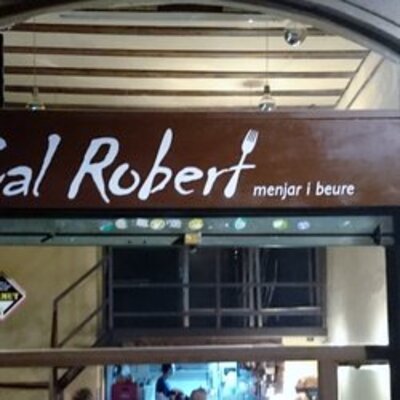 Cal Robert
menjar i beure